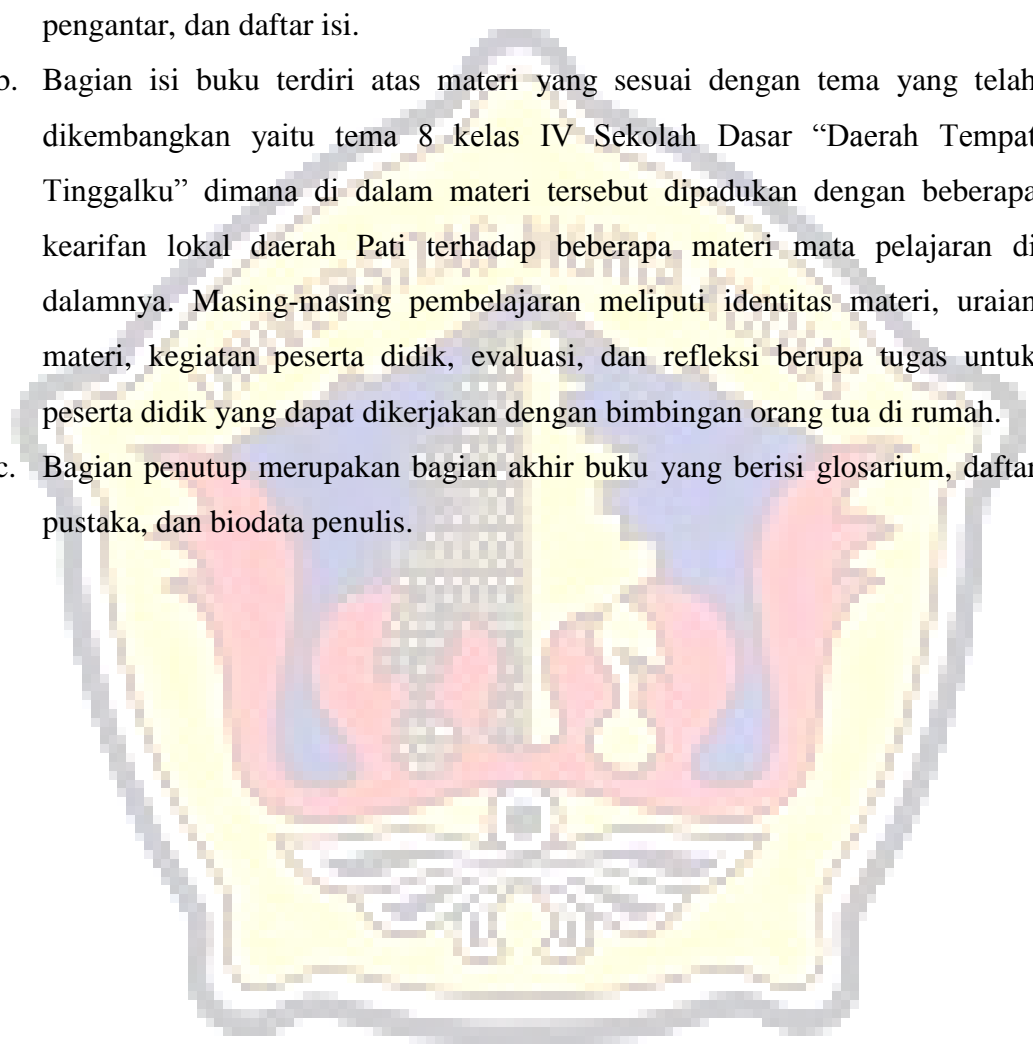 pengantar, dan daftar isi.
b. Bagian isi buku terdiri atas materi yang sesuai dengan tema yang telah
dikembangkan yaitu tema 8 kelas IV Sekolah Dasar “Daerah Tempat
Tinggalku” dimana di dalam materi tersebut dipadukan dengan beberapa
kearifan lokal daerah Pati terhadap beberapa materi mata pelajaran di
dalamnya. Masing-masing pembelajaran meliputi identitas materi, uraian
materi, kegiatan peserta didik, evaluasi, dan refleksi berupa tugas untuk
peserta didik yang dapat dikerjakan dengan bimbingan orang tua di rumah.
c. Bagian penutup merupakan bagian akhir buku yang berisi glosarium, daftar
pustaka, dan biodata penulis.